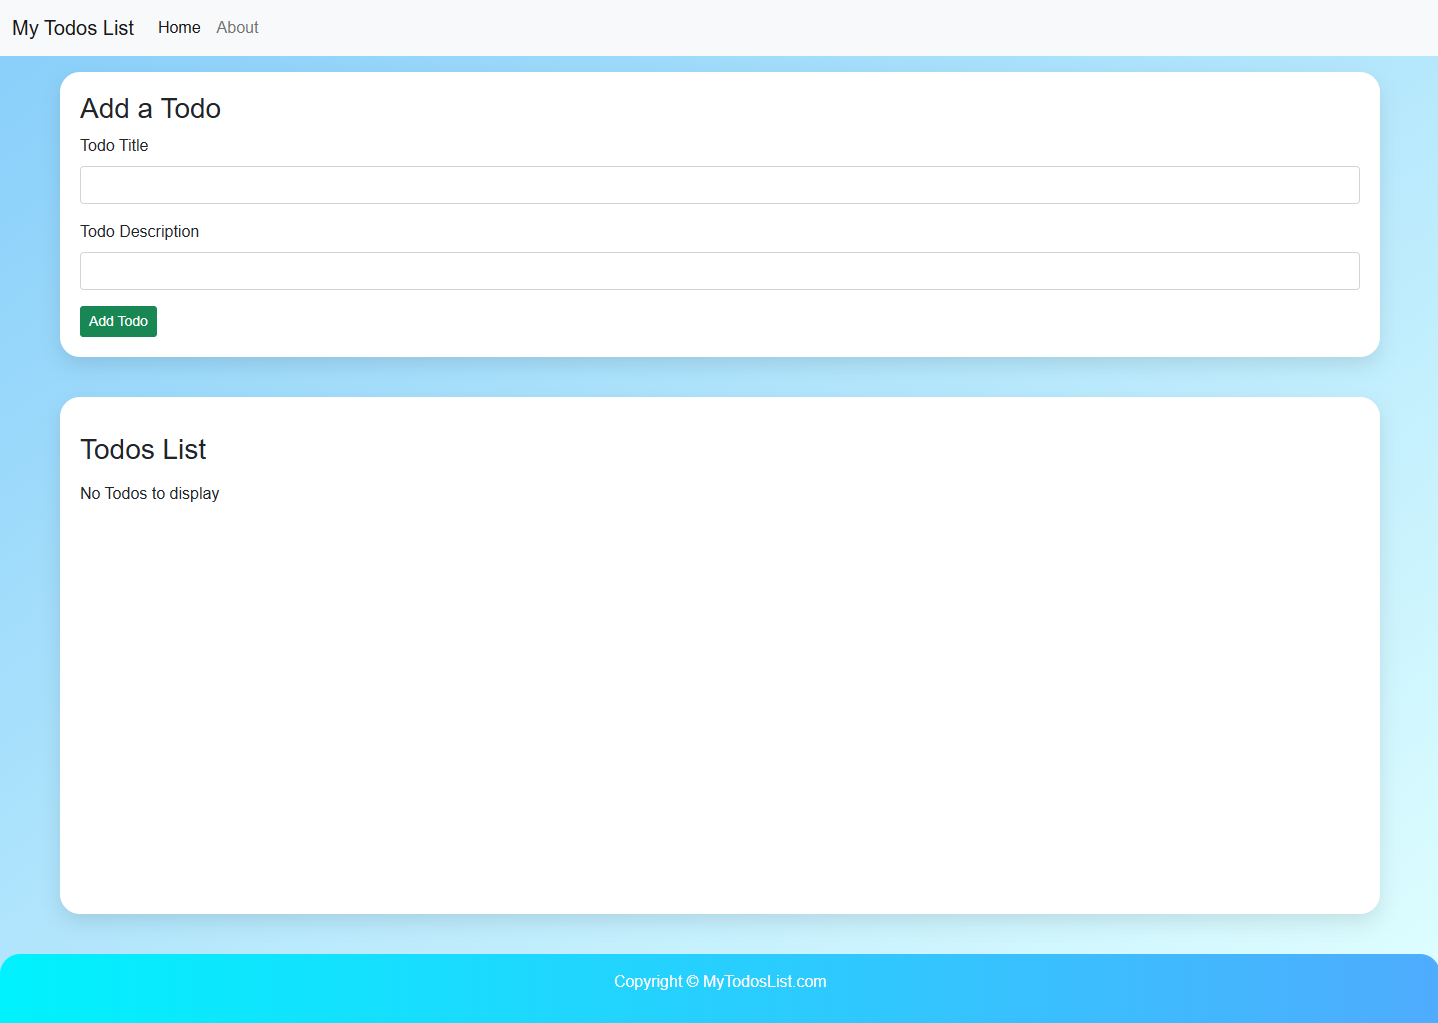 My Todos List Home About
Add a Todo
Todo Title
Todo Description
Add Todo
Todos List
No Todos to display
Copyright © MyTodosList.com